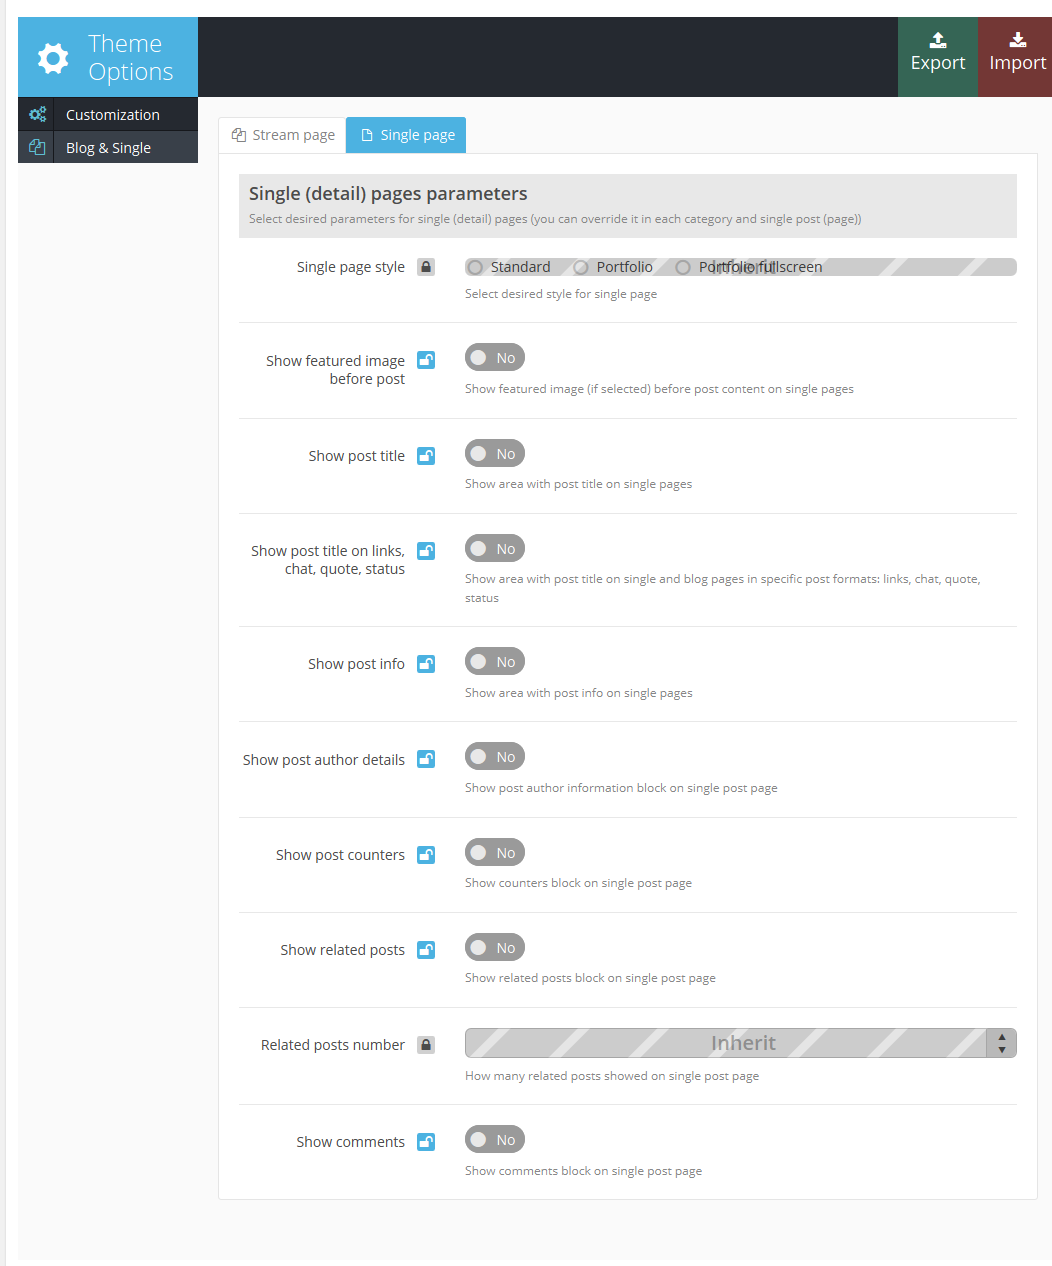 Theme
Options
Export
Import
Customization
Blog & Single
Stream page
Single page
Single (detail) pages parameters
Select desired parameters for single (detail) pages (you can override it in each category and single post (page))
Single page style
Standard
Portfolio
Portfolio fullscreen
Inherit
Select desired style for single page
Show featured image
before post
No
Show featured image (if selected) before post content on single pages
Show post title
No
Show area with post title on single pages
Show post title on links,
chat, quote, status
No
Show area with post title on single and blog pages in specific post formats: links, chat, quote,
status
Show post info
No
Show area with post info on single pages
Show post author details
No
Show post author information block on single post page
Show post counters
No
Show counters block on single post page
Show related posts
No
Show related posts block on single post page
Related posts number
Inherit
How many related posts showed on single post page
Show comments
No
Show comments block on single post page